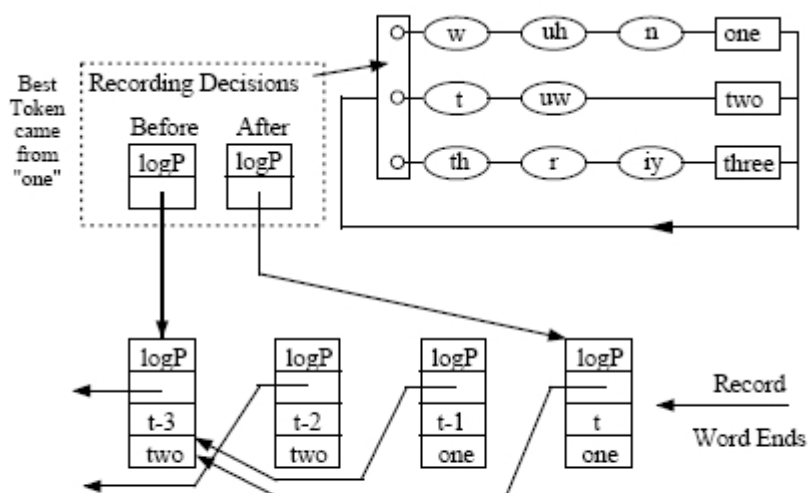 Best
Token
came
from
"one"
Recording Decisions
Before After
logP logP
w uh n one
t uw two
th r iy three
logP logP logP logP
t-3 t-2 t-1 t
two two one one
Record
Word Ends